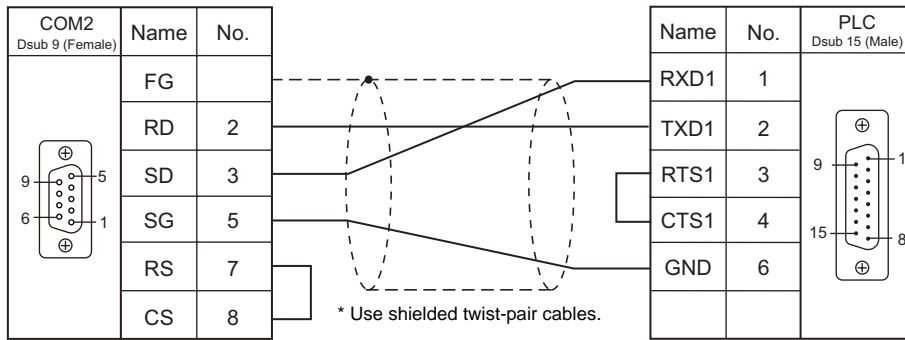 COM2
Dsub 9 (Female)
Name No.
FG
RD 2
SD 3
SG 5
RS 7
CS 8
9 5
6 1
* Use shielded twist-pair cables.
Name No.
PLC
Dsub 15 (Male)
RXD1 1
TXD1 2
RTS1 3
CTS1 4
GND 6
9 1
15 8